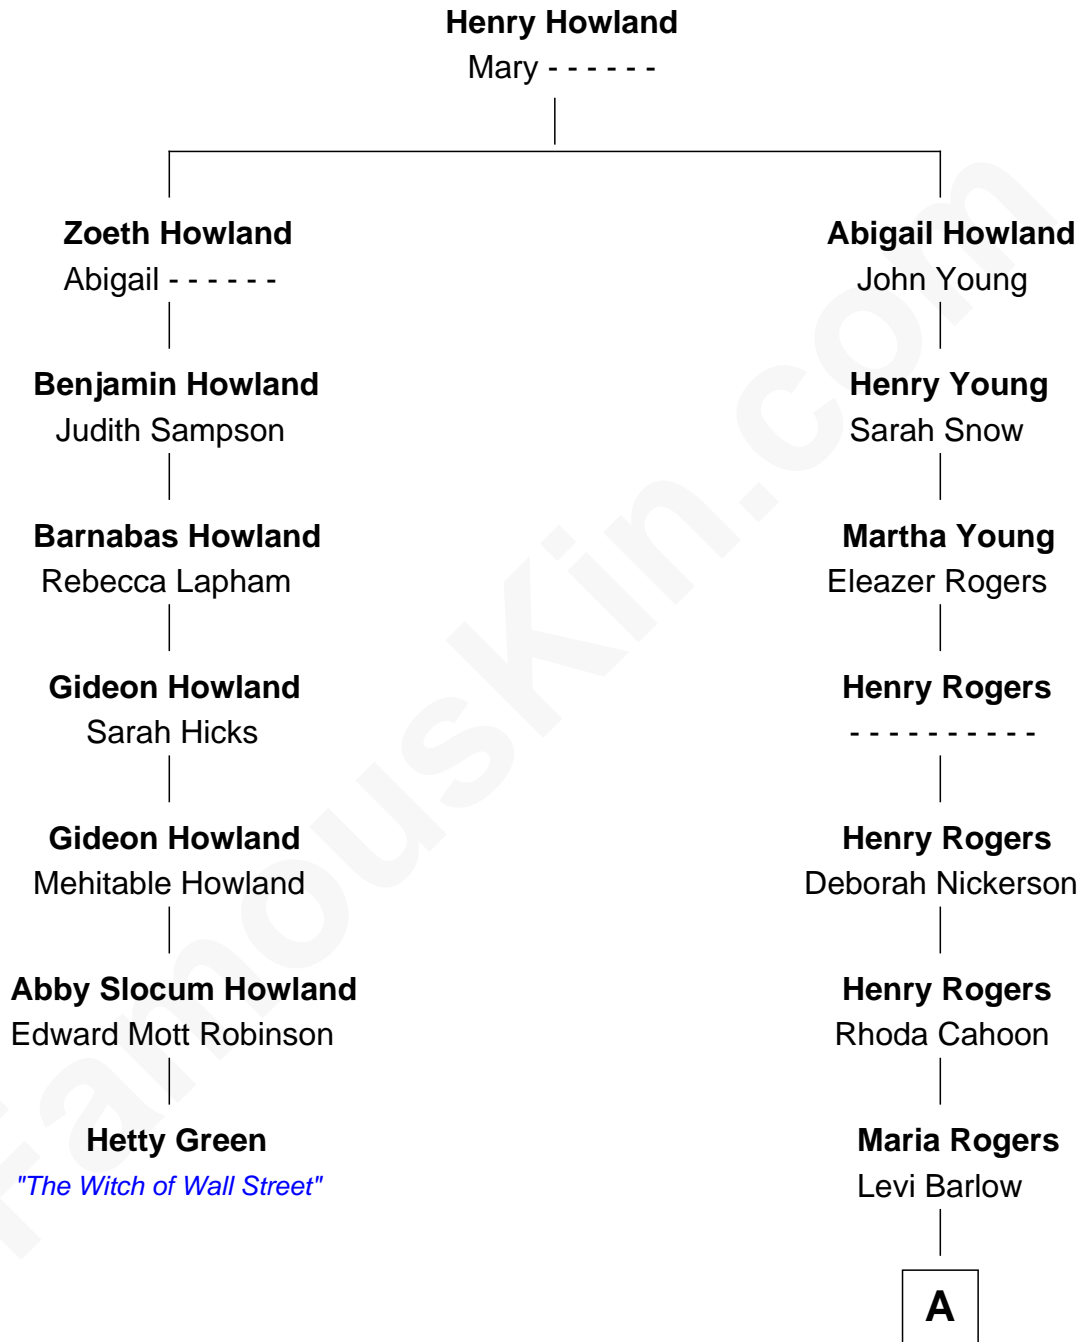 Henry Howland
Mary - - - - - -
Zoeth Howland
Abigail - - - - - -
Abigail Howland
John Young
Benjamin Howland
Judith Sampson
Henry Young
Sarah Snow
Barnabas Howland
Rebecca Lapham
Martha Young
Eleazer Rogers
Gideon Howland
Sarah Hicks
Henry Rogers
- - - - - - - - - -
Gideon Howland
Mehitable Howland
Henry Rogers
Deborah Nickerson
Abby Slocum Howland
Edward Mott Robinson
Henry Rogers
Rhoda Cahoon
Hetty Green
"The Witch of Wall Street"
Maria Rogers
Levi Barlow
A
FamousKin.com